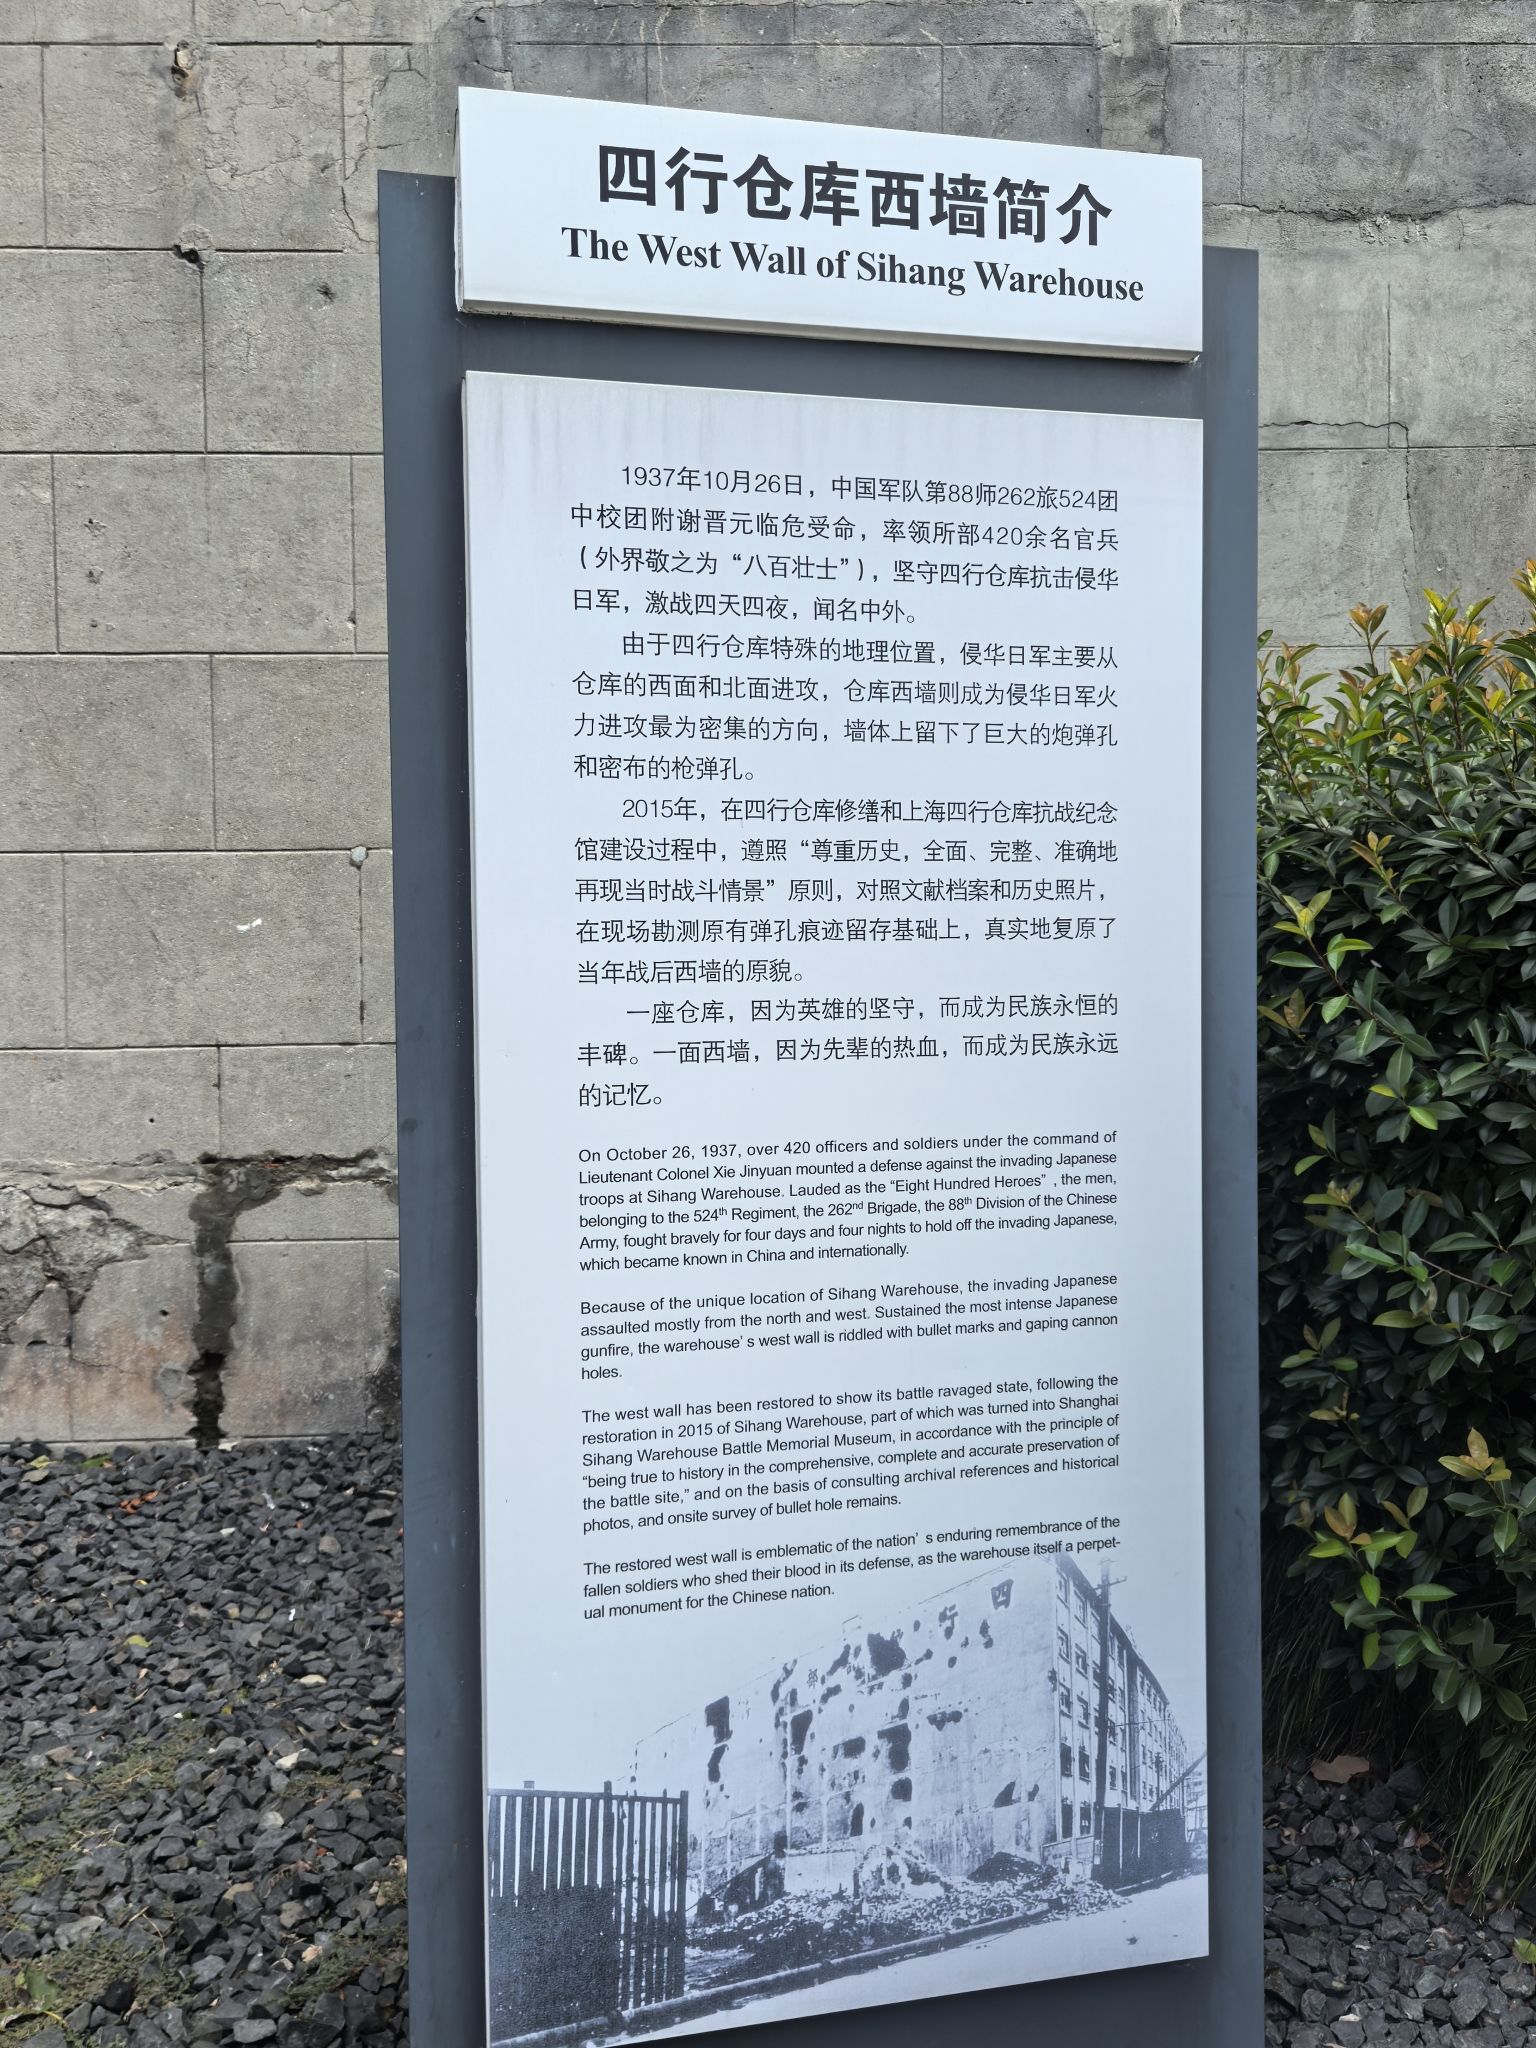 四行仓库西墙简介
The West Wall of Sihang Warehouse
1937年10月26日，中国军队第88师262旅524团
中校团附谢晋元临危受命，率领所部420余名官兵
（外界敬之为“八百壮士”），坚守四行仓库抗击侵华
日军，激战四天四夜，闻名中外。
由于四行仓库特殊的地理位置，侵华日军主要从
仓库的西面和北面进攻，仓库西墙则成为侵华日军火
力进攻最为密集的方向，墙体上留下了巨大的炮弹孔
和密布的枪弹孔。
2015年，在四行仓库修缮和上海四行仓库抗战纪念
馆建设过程中，遵照“尊重历史，全面、完整、准确地
再现当时战斗情景”原则，对照文献档案和历史照片，
在现场勘测原有弹孔痕迹留存基础上，真实地复原了
当年战后西墙的原貌。
一座仓库，因为英雄的坚守，而成为民族永恒的
丰碑。一面西墙，因为先辈的热血，而成为民族永远
的记忆。
On October 26, 1937, over 420 officers and soldiers under the command of
Lieutenant Colonel Xie Jinyuan mounted a defense against the invading Japanese
troops at Sihang Warehouse. Lauded as the “Eight Hundred Heroes” , the men,
belonging to the 524th Regiment, the 262nd Brigade, the 88th Division of the Chinese
Army, fought bravely for four days and four nights to hold off the invading Japanese,
which became known in China and internationally.
Because of the unique location of Sihang Warehouse, the invading Japanese
assaulted mostly from the north and west. Sustained the most intense Japanese
gunfire, the warehouse’ s west wall is riddled with bullet marks and gaping cannon
holes.
The west wall has been restored to show its battle ravaged state, following the
restoration in 2015 of Sihang Warehouse, part of which was turned into Shanghai
Sihang Warehouse Battle Memorial Museum, in accordance with the principle of
“being true to history in the comprehensive, complete and accurate preservation of
the battle site,” and on the basis of consulting archival references and historical
photos, and onsite survey of bullet hole remains.
The restored west wall is emblematic of the nation’ s enduring remembrance of the
fallen soldiers who shed their blood in its defense, as the warehouse itself a perpet-
ual monument for the Chinese nation.
行 四